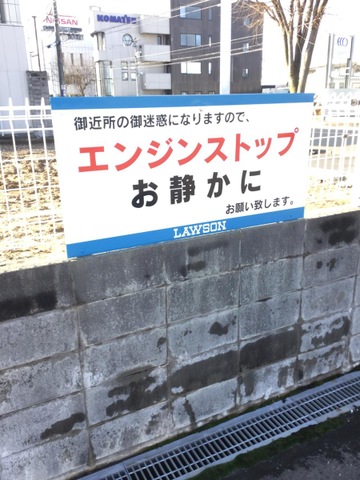 NISSAN
KOMATSU
御近所の御迷惑になりますので、
エンジンストップ
お静かに
お願い致します。
LAWSON